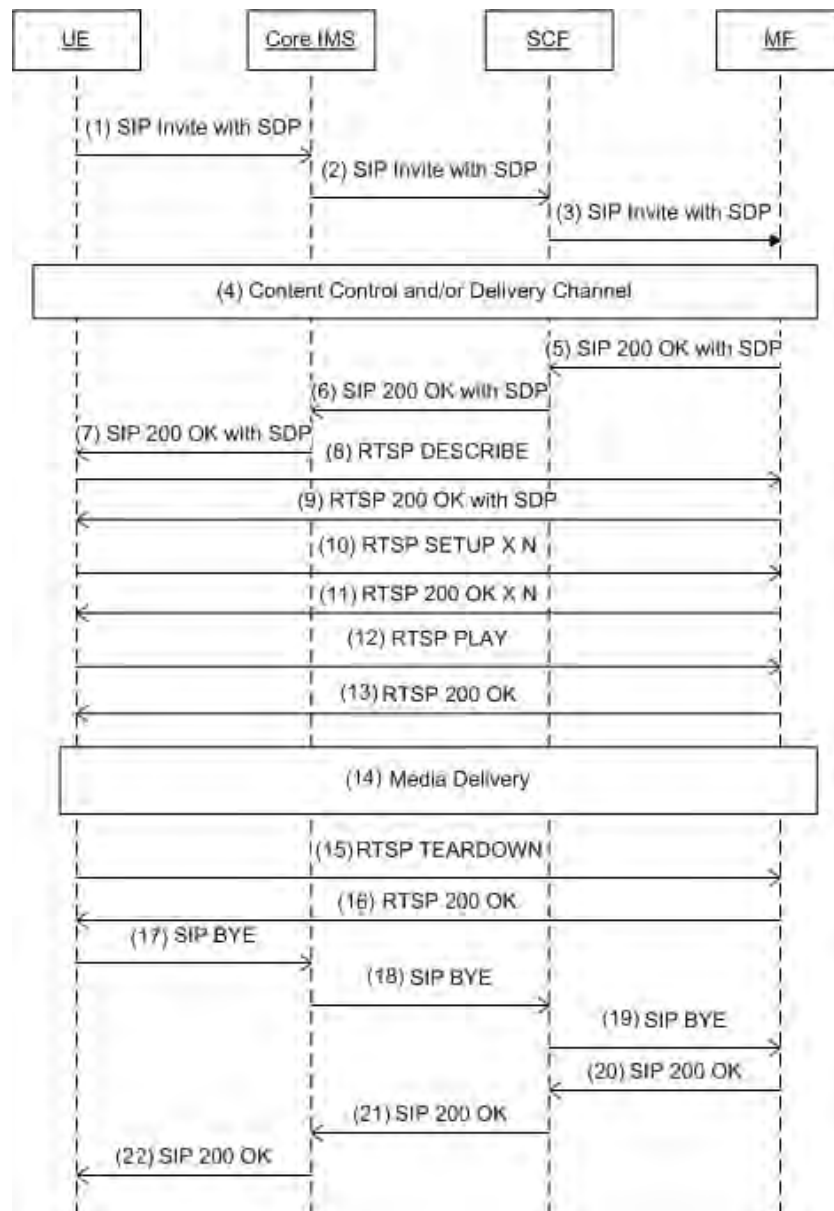 UE
Core IMS
SCF
MF
(1) SIP Invite with SDP
(2) SIP Invite with SDP
(3) SIP Invite with SDP
(4) Content Control and/or Delivery Channel
(5) SIP 200 OK with SDP
(6) SIP 200 OK with SDP
(7) SIP 200 OK with SDP
(8) RTSP DESCRIBE
(9) RTSP 200 OK with SDP
(10) RTSP SETUP X N
(11) RTSP 200 OK X N
(12) RTSP PLAY
(13) RTSP 200 OK
(14) Media Delivery
(15) RTSP TEARDOWN
(16) RTSP 200 OK
(17) SIP BYE
(18) SIP BYE
(19) SIP BYE
(20) SIP 200 OK
(21) SIP 200 OK
(22) SIP 200 OK